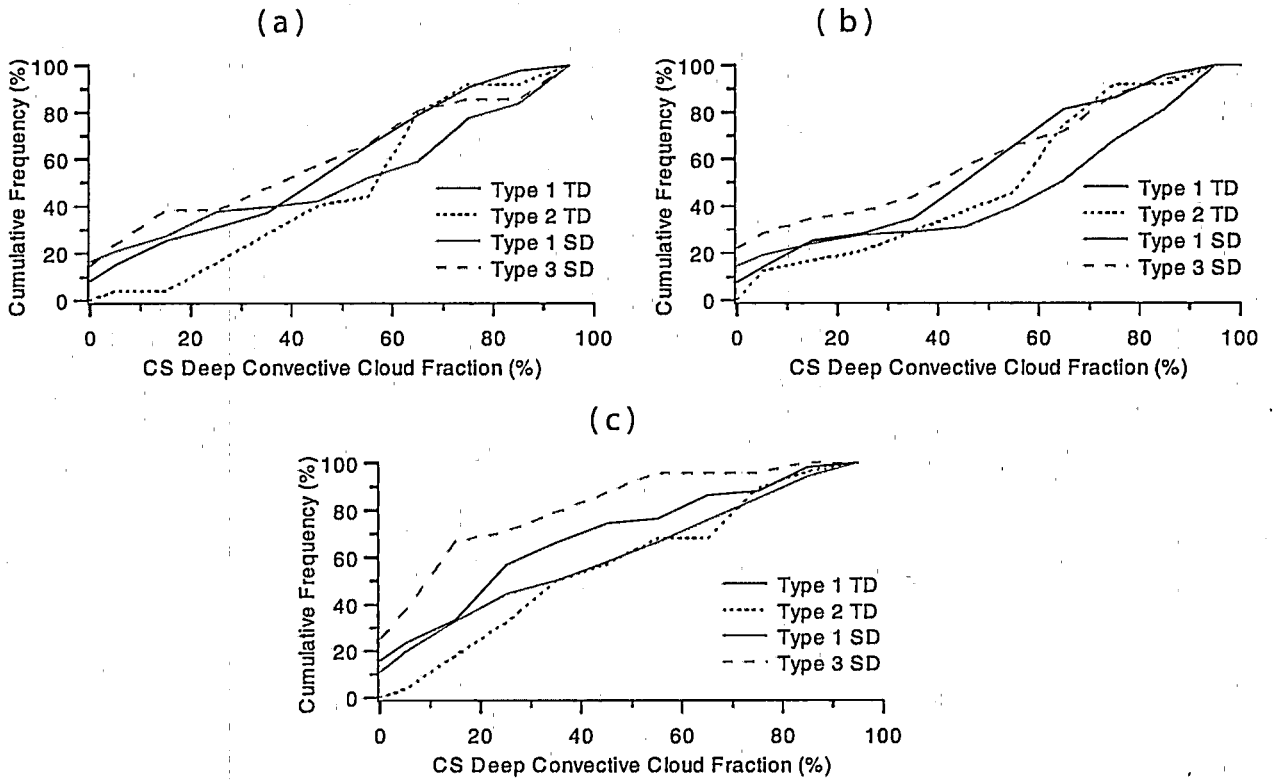 (a)
Cumulative Frequency (%)
100
80
60
40
20
0
Type 1 TD
Type 2 TD
Type 1 SD
Type 3 SD
0 20 40 60 80 100
CS Deep Convective Cloud Fraction (%)
(b)
Cumulative Frequency (%)
100
80
60
40
20
0
Type 1 TD
Type 2 TD
Type 1 SD
Type 3 SD
0 20 40 60 80 100
CS Deep Convective Cloud Fraction (%)
(c)
Cumulative Frequency (%)
100
80
60
40
20
0
Type 1 TD
Type 2 TD
Type 1 SD
Type 3 SD
0 20 40 60 80 100
CS Deep Convective Cloud Fraction (%)